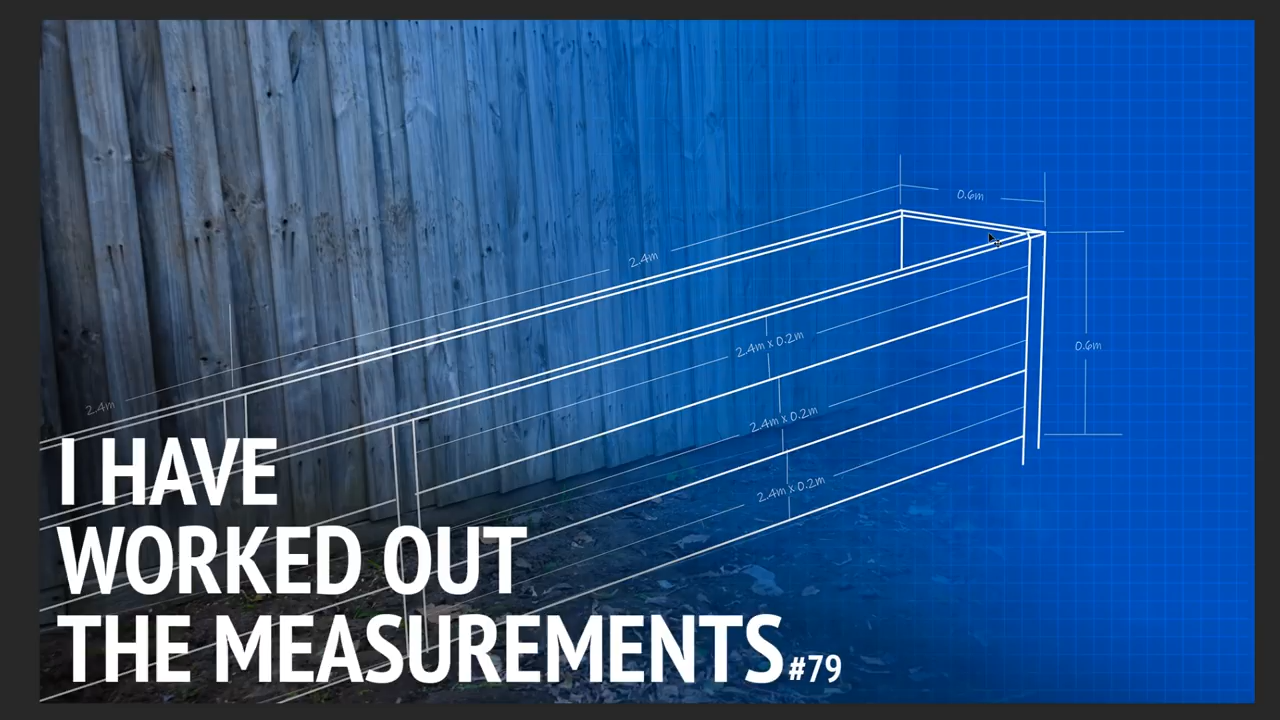 0.6m
2.4m
0.6m
2.4m x 0.2m
2.4m
2.4m x 0.2m
2.4m x 0.2m
I HAVE
WORKED OUT
THE MEASUREMENTS #79